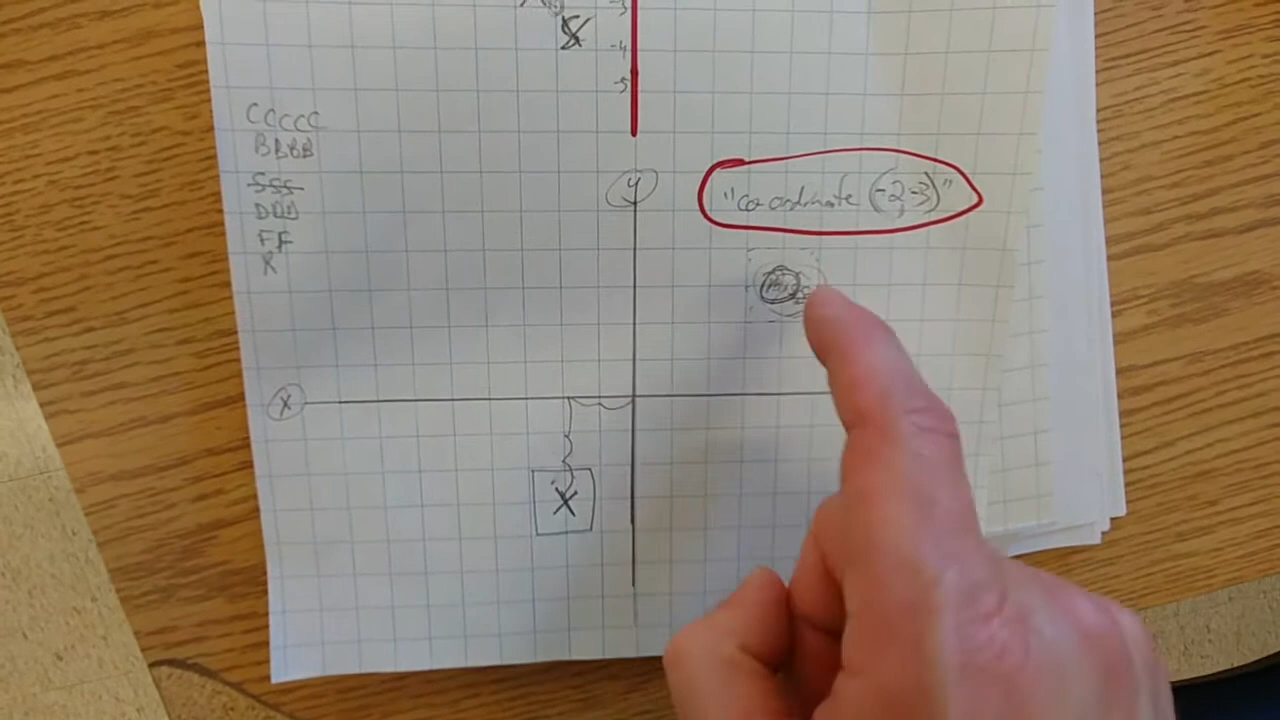 -3
-4
-5
CCCCC
BBBB
SSS
DDD
FF
R
y
"coordinate (-2,-3)"
x
X